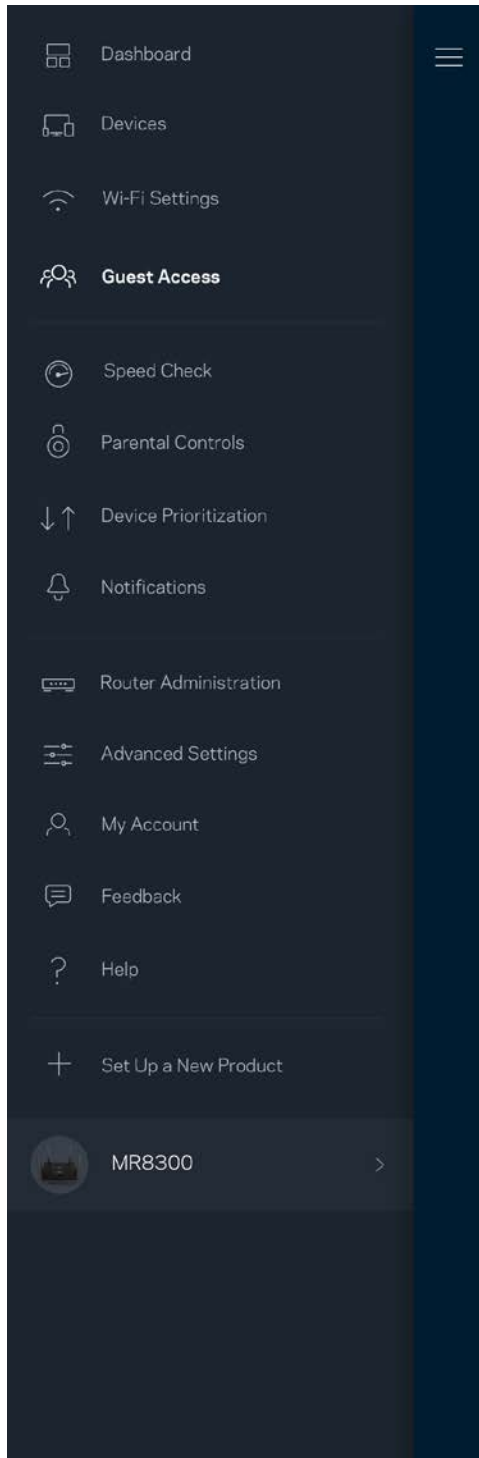 Dashboard
Devices
Wi-Fi Settings
Guest Access
Speed Check
Parental Controls
Device Prioritization
Notifications
Router Administration
Advanced Settings
My Account
Feedback
Help
Set Up a New Product
MR8300